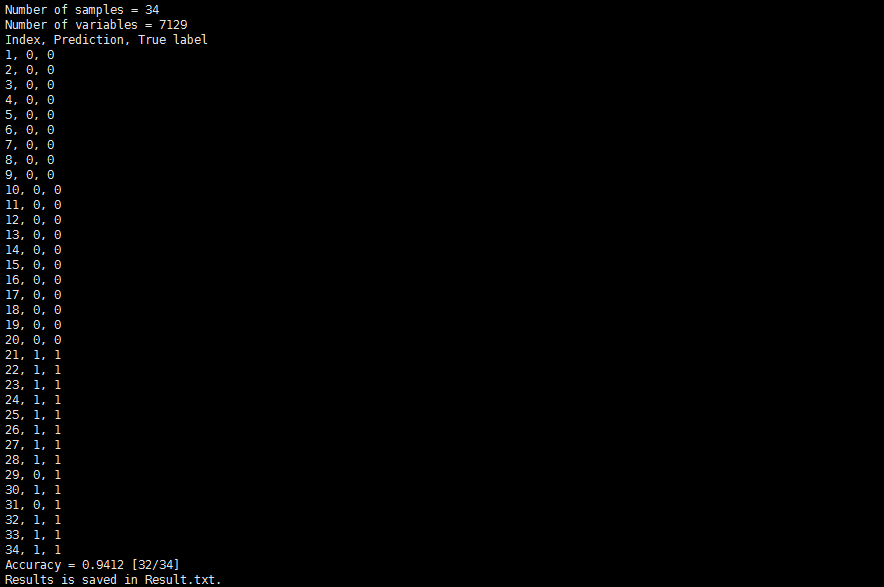 Number of samples = 34
Number of variables = 7129
Index, Prediction, True label
1, 0, 0
2, 0, 0
3, 0, 0
4, 0, 0
5, 0, 0
6, 0, 0
7, 0, 0
8, 0, 0
9, 0, 0
10, 0, 0
11, 0, 0
12, 0, 0
13, 0, 0
14, 0, 0
15, 0, 0
16, 0, 0
17, 0, 0
18, 0, 0
19, 0, 0
20, 0, 0
21, 1, 1
22, 1, 1
23, 1, 1
24, 1, 1
25, 1, 1
26, 1, 1
27, 1, 1
28, 1, 1
29, 0, 1
30, 1, 1
31, 0, 1
32, 1, 1
33, 1, 1
34, 1, 1
Accuracy = 0.9412 [32/34]
Results is saved in Result.txt.